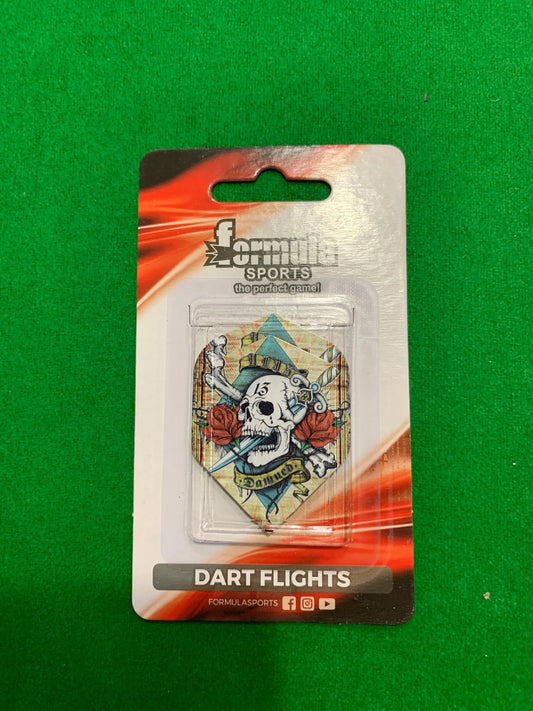 formula
SPORTS
the perfect game!
13
Damned
DART FLIGHTS
FORMULASPORTS